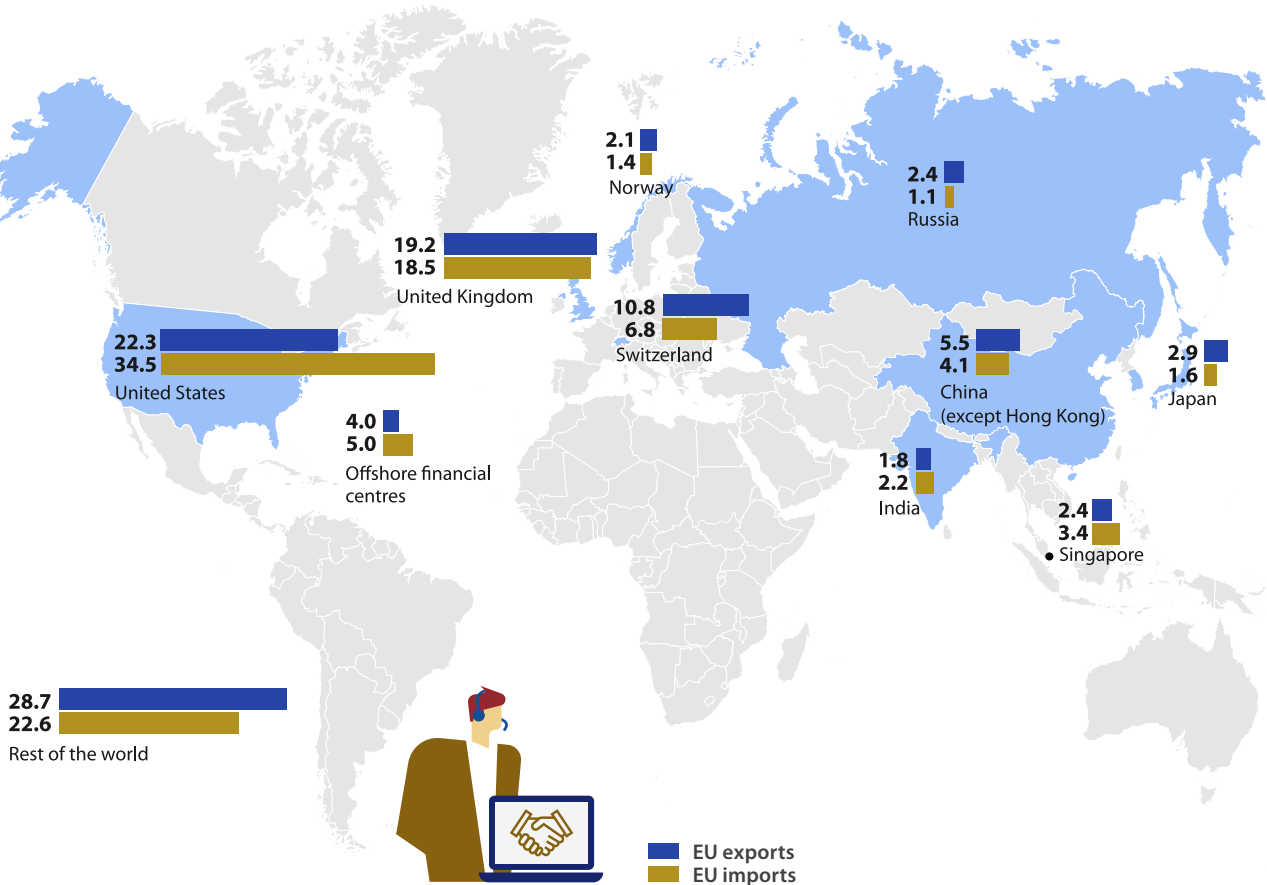 2.1
1.4
Norway
2.4
1.1
Russia
19.2
18.5
United Kingdom
10.8
6.8
Switzerland
22.3
34.5
United States
5.5
4.1
China
(except Hong Kong)
2.9
1.6
Japan
4.0
5.0
Offshore financial
centres
1.8
2.2
India
2.4
3.4
Singapore
28.7
22.6
Rest of the world
EU exports
EU imports